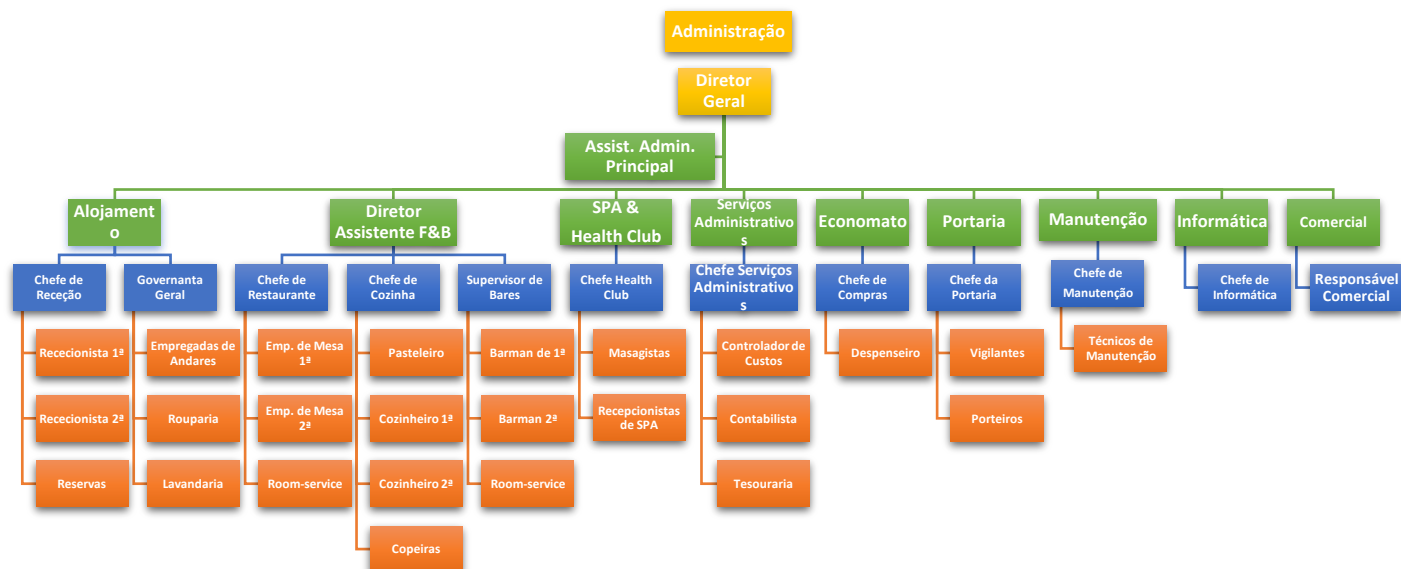 Administração
Diretor
Geral
Assist. Admin.
Principal
Alojament
o
Diretor
Assistente F&B
SPA &
Health Club
Serviços
Administrativo
s
Economato
Portaria
Manutenção
Informática
Comercial
Chefe de
Receção
Governanta
Geral
Chefe de
Restaurante
Chefe de
Cozinha
Supervisor de
Bares
Chefe Health
Club
Chefe Serviços
Administrativo
s
Chefe de
Compras
Chefe da
Portaria
Chefe de
Manutenção
Chefe de
Informática
Responsável
Comercial
Rececionista 1ª
Empregadas de
Andares
Emp. de Mesa
1ª
Pasteleiro
Barman de 1ª
Masagistas
Controlador de
Custos
Despenseiro
Vigilantes
Técnicos de
Manutenção
Rececionista 2ª
Rouparia
Emp. de Mesa
2ª
Cozinheiro 1ª
Barman 2ª
Recepcionistas
de SPA
Contabilista
Porteiros
Reservas
Lavandaria
Room-service
Cozinheiro 2ª
Room-service
Tesouraria
Copeiras